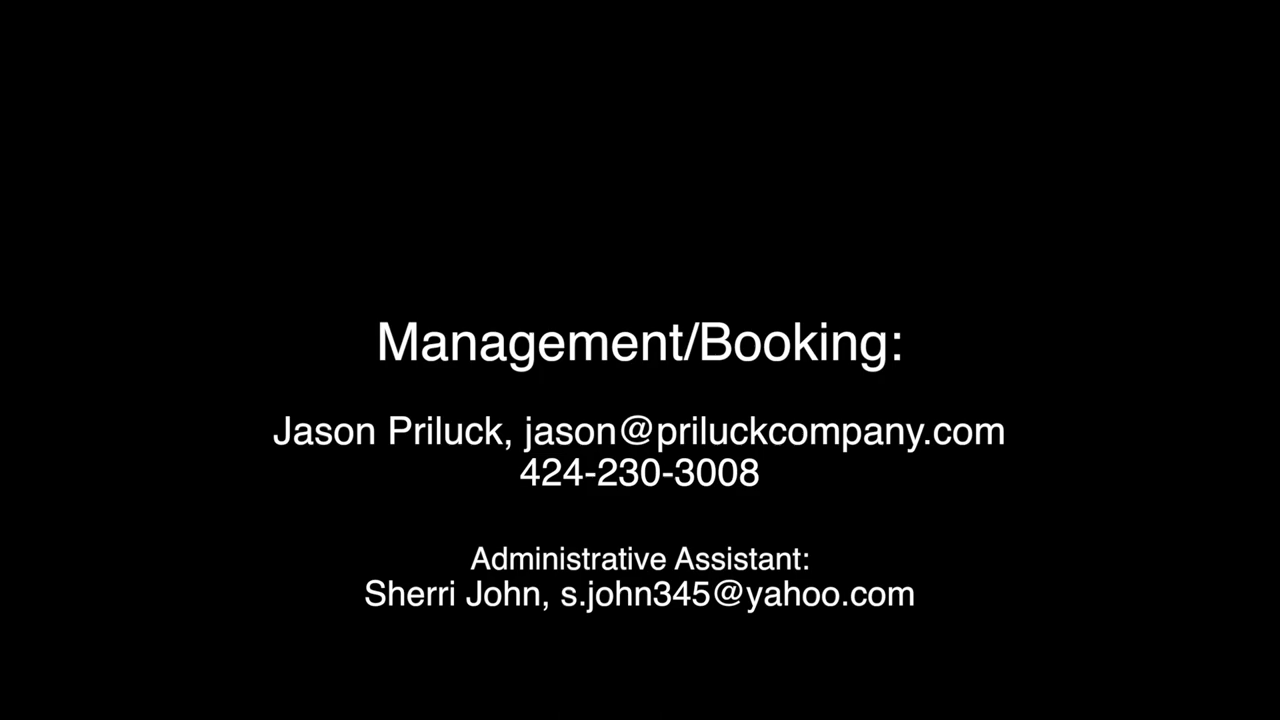 Management/Booking:
Jason Priluck, jason@priluckcompany.com
424-230-3008
Administrative Assistant:
Sherri John, s.john345@yahoo.com